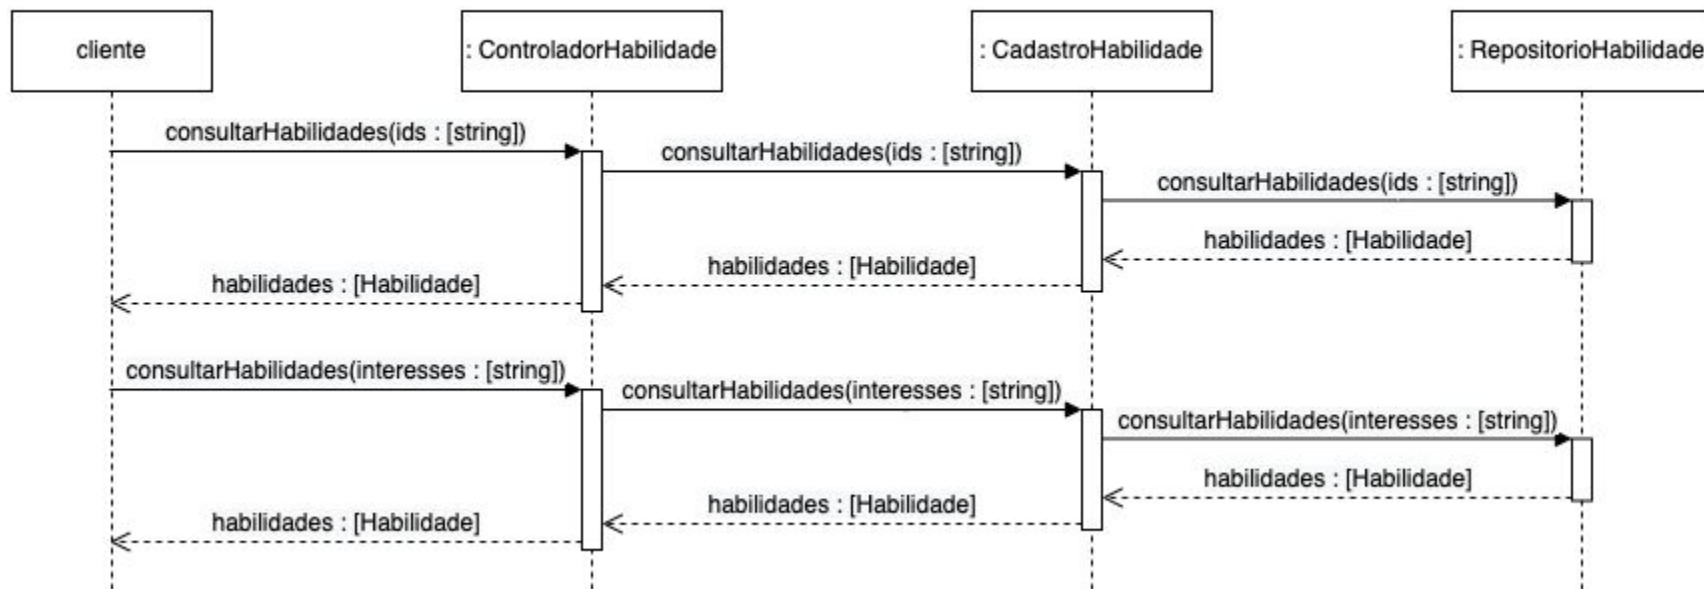 cliente
: ControladorHabilidade
: CadastroHabilidade
: RepositorioHabilidade
consultarHabilidades(ids : [string])
consultarHabilidades(ids : [string])
consultarHabilidades(ids : [string])
habilidades : [Habilidade]
habilidades : [Habilidade]
habilidades : [Habilidade]
consultarHabilidades(interesses : [string])
consultarHabilidades(interesses : [string])
consultarHabilidades(interesses : [string])
habilidades : [Habilidade]
habilidades : [Habilidade]
habilidades : [Habilidade]